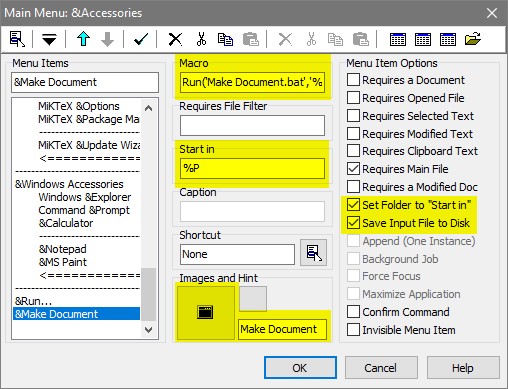 Main Menu: &Accessories
Menu Items
&Make Document
MiKTeX &Options
MiKTeX &Package Ma
MiKTeX &Update Wiza
<===============
&Windows Accessories
Windows &Explorer
Command &Prompt
&Calculator
&Notepad
&MS Paint
<===============
&Run...
&Make Document
Macro
Run('Make Document.bat','%
Requires File Filter
Start in
%P
Caption
Shortcut
None
Images and Hint
Make Document
Menu Item Options
Requires a Document
Requires Opened File
Requires Selected Text
Requires Modified Text
Requires Clipboard Text
Requires Main File
Requires a Modified Doc
Set Folder to "Start in"
Save Input File to Disk
Append (One Instance)
Background Job
Force Focus
Maximize Application
Confirm Command
Invisible Menu Item
OK
Cancel
Help